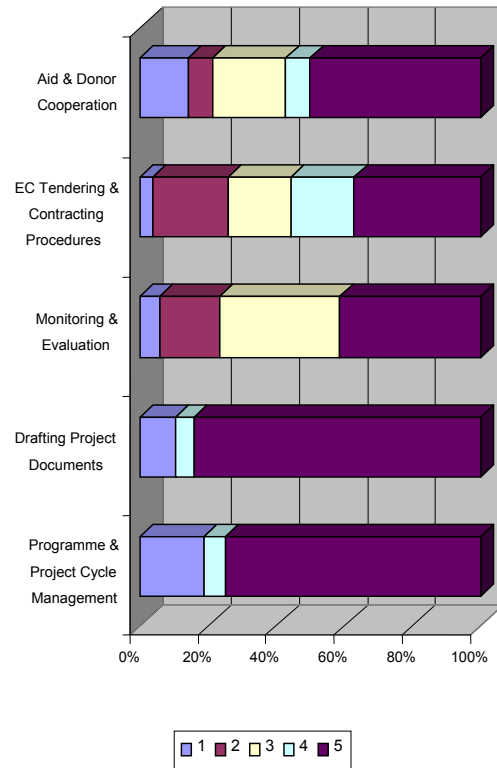 Aid & Donor
Cooperation
EC Tendering &
Contracting
Procedures
Monitoring &
Evaluation
Drafting Project
Documents
Programme &
Project Cycle
Management
0% 20% 40% 60% 80% 100%
1 2 3 4 5